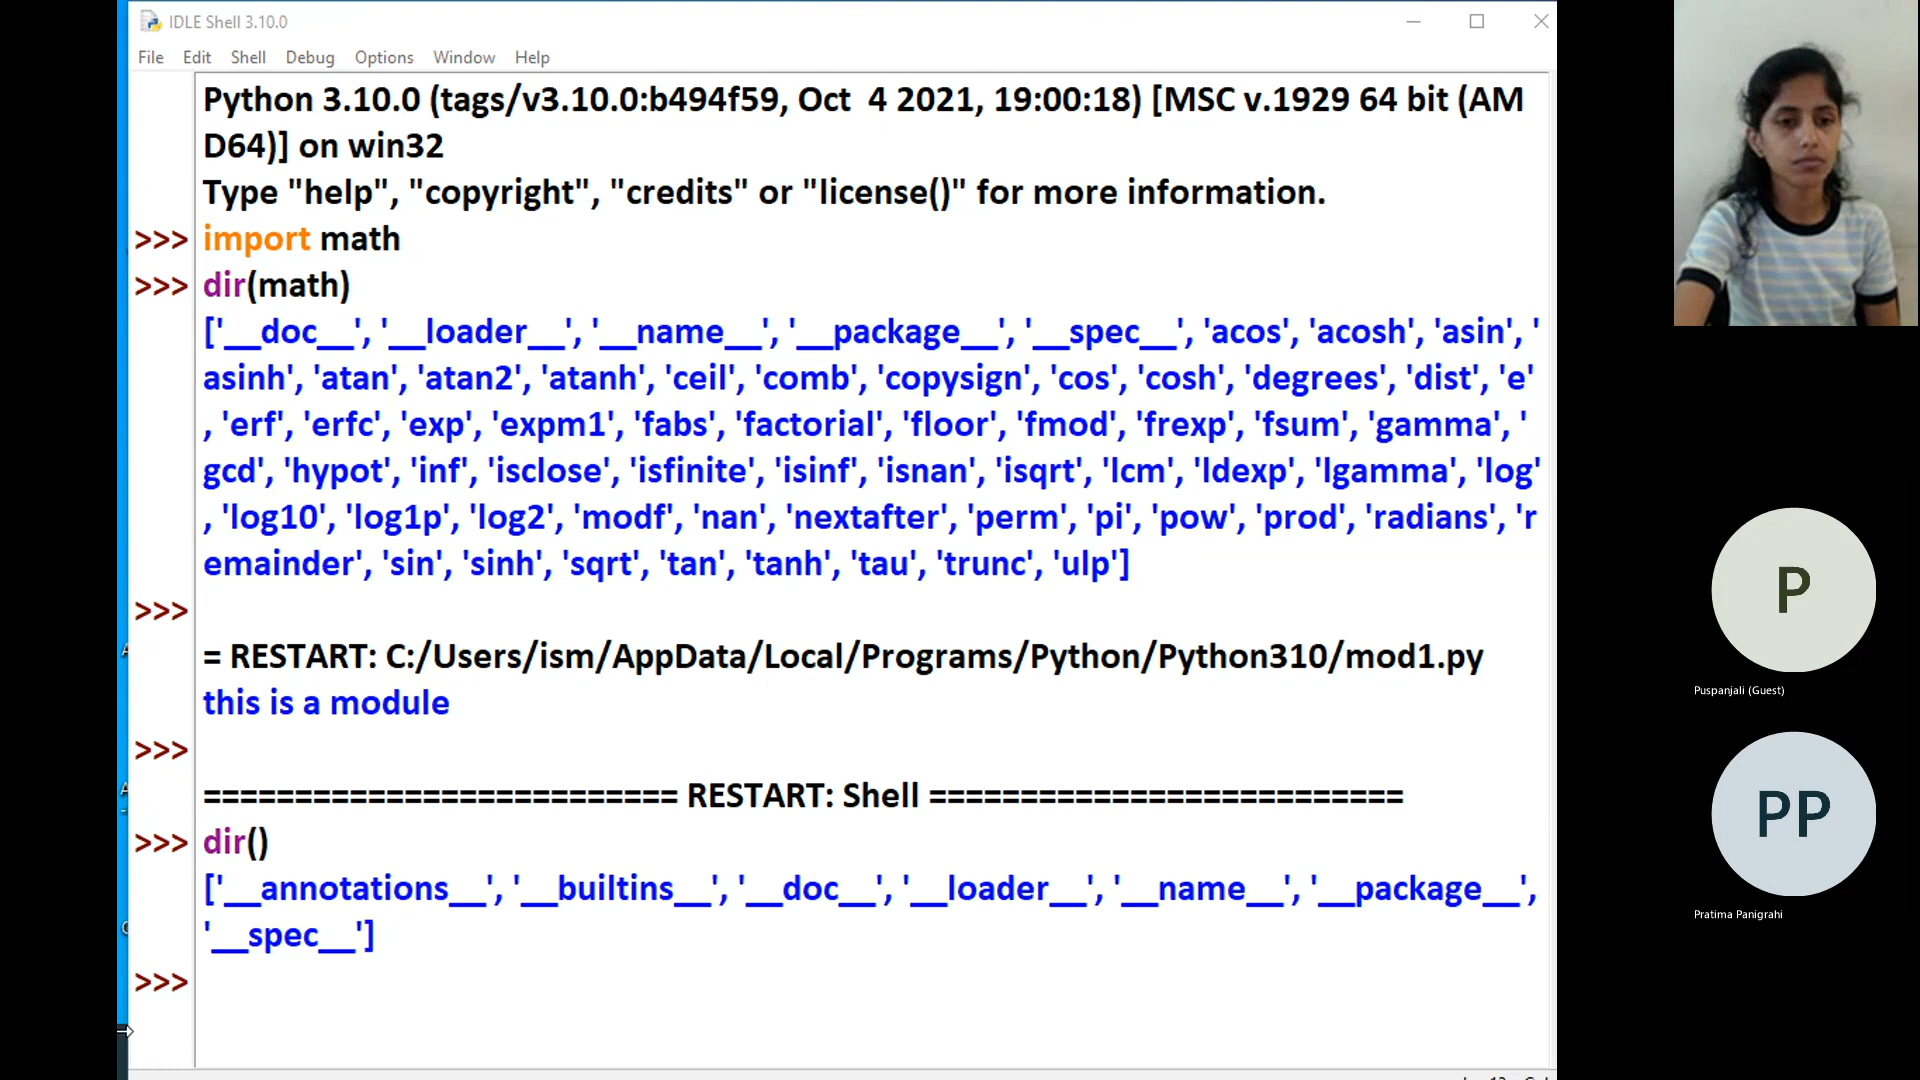 IDLE Shell 3.10.0
File Edit Shell Debug Options Window Help
Python 3.10.0 (tags/v3.10.0:b494f59, Oct  4 2021, 19:00:18) [MSC v.1929 64 bit (AM
D64)] on win32
Type "help", "copyright", "credits" or "license()" for more information.
>>> import math
>>> dir(math)
['__doc__', '__loader__', '__name__', '__package__', '__spec__', 'acos', 'acosh', 'asin', '
asinh', 'atan', 'atan2', 'atanh', 'ceil', 'comb', 'copysign', 'cos', 'cosh', 'degrees', 'dist', 'e'
, 'erf', 'erfc', 'exp', 'expm1', 'fabs', 'factorial', 'floor', 'fmod', 'frexp', 'fsum', 'gamma', '
gcd', 'hypot', 'inf', 'isclose', 'isfinite', 'isinf', 'isnan', 'isqrt', 'lcm', 'ldexp', 'lgamma', 'log'
, 'log10', 'log1p', 'log2', 'modf', 'nan', 'nextafter', 'perm', 'pi', 'pow', 'prod', 'radians', 'r
emainder', 'sin', 'sinh', 'sqrt', 'tan', 'tanh', 'tau', 'trunc', 'ulp']
>>>
= RESTART: C:/Users/ism/AppData/Local/Programs/Python/Python310/mod1.py
this is a module
>>>
========================== RESTART: Shell ==========================
>>> dir()
['__annotations__', '__builtins__', '__doc__', '__loader__', '__name__', '__package__',
'__spec__']
>>>
P
Puspanjali (Guest)
PP
Pratima Panigrahi